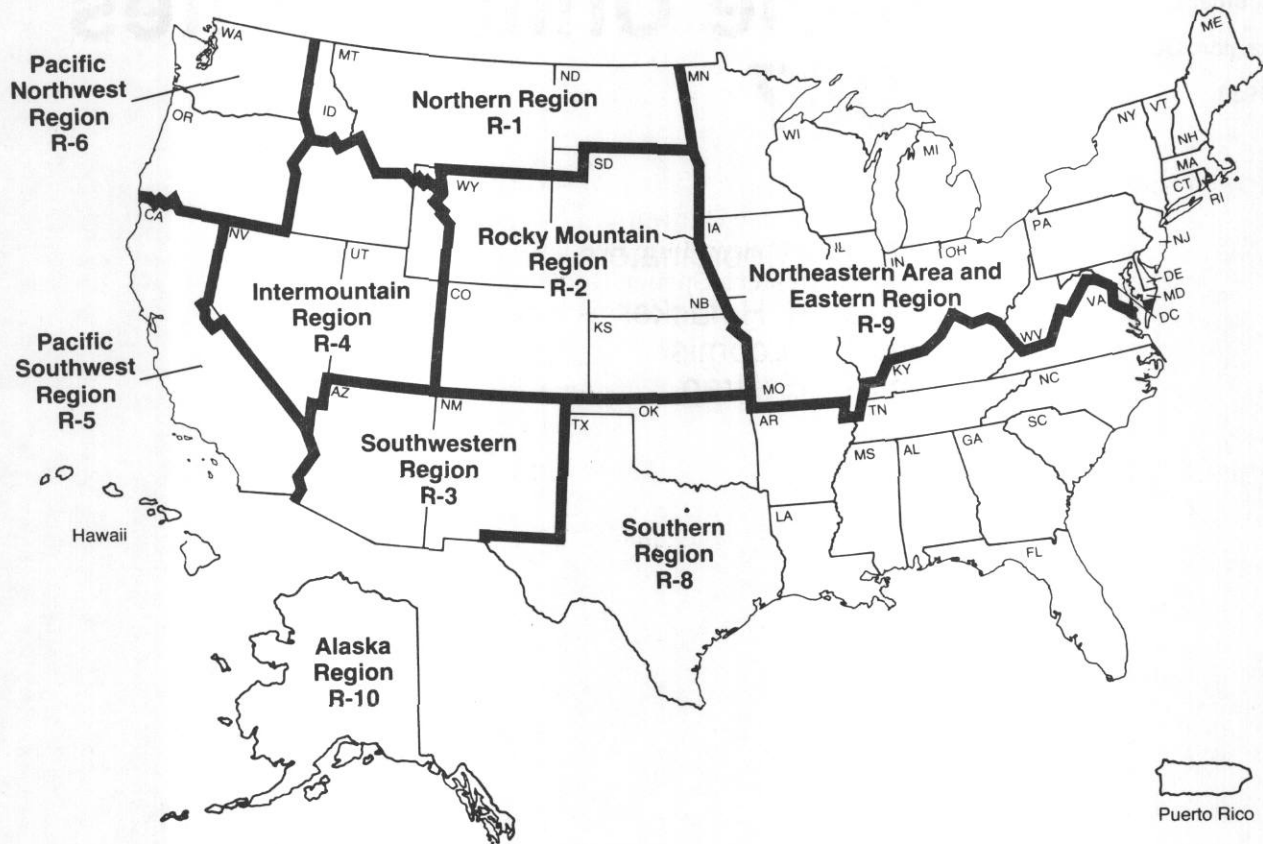 WA
MT
ND
MN
ME
Pacific
Northwest
Region
R-6
Northern Region
R-1
OR
ID
WI
MI
NY
VT
NH
MA
CT
RI
SD
WY
CA
NV
UT
Rocky Mountain
Region
R-2
IA
IL
IN
OH
PA
NJ
DE
MD
DC
Northeastern Area and
Eastern Region
R-9
Intermountain
Region
R-4
CO
NB
KS
VA
WV
Pacific
Southwest
Region
R-5
AZ
NM
OK
MO
KY
TN
NC
TX
AR
SC
MS
AL
GA
Southwestern
Region
R-3
Southern
Region
R-8
LA
FL
Hawaii
Alaska
Region
R-10
Puerto Rico